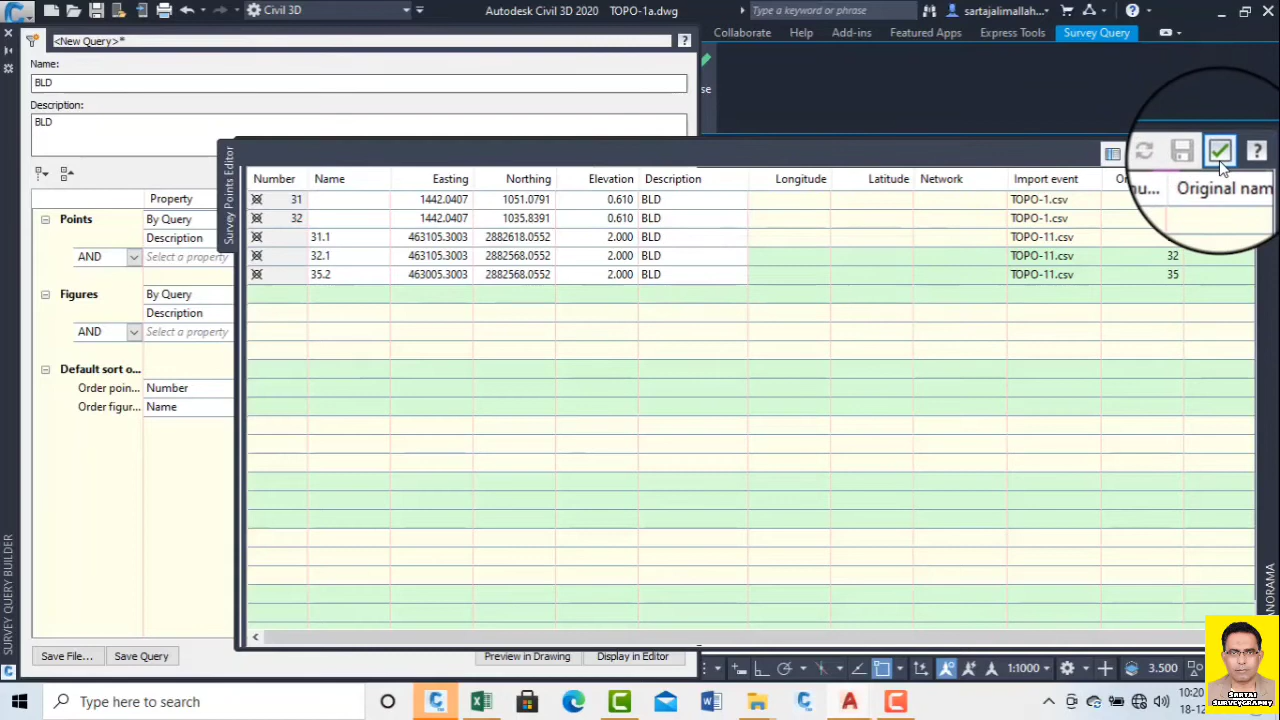 Civil 3D
Autodesk Civil 3D 2020 TOPO-1a.dwg
Type a keyword or phrase
sartajalimallah...
<New Query>*
?
Collaborate Help Add-ins Featured Apps Express Tools Survey Query
Name:
BLD
se
Description:
BLD
?
Property
Points By Query
Description
AND Select a property
Figures By Query
Description
AND Select a property
Default sort o...
Order poin... Number
Order figur... Name
Survey Points Editor
Number Name Easting Northing Elevation Description Longitude Latitude Network Import event Or
u... Original nam
31 1442.0407 1051.0791 0.610 BLD TOPO-1.csv
32 1442.0407 1035.8391 0.610 BLD TOPO-1.csv
31.1 463105.3003 2882618.0552 2.000 BLD TOPO-11.csv
32.1 463105.3003 2882568.0552 2.000 BLD TOPO-11.csv 32
35.2 463005.3003 2882568.0552 2.000 BLD TOPO-11.csv 35
SURVEY QUERY BUILDER
ANORAMA
Save File... Save Query Preview in Drawing Display in Editor
1:1000 3.500
Type here to search
10:20
18-12
SARTAJ
SURVEYGRAPHY